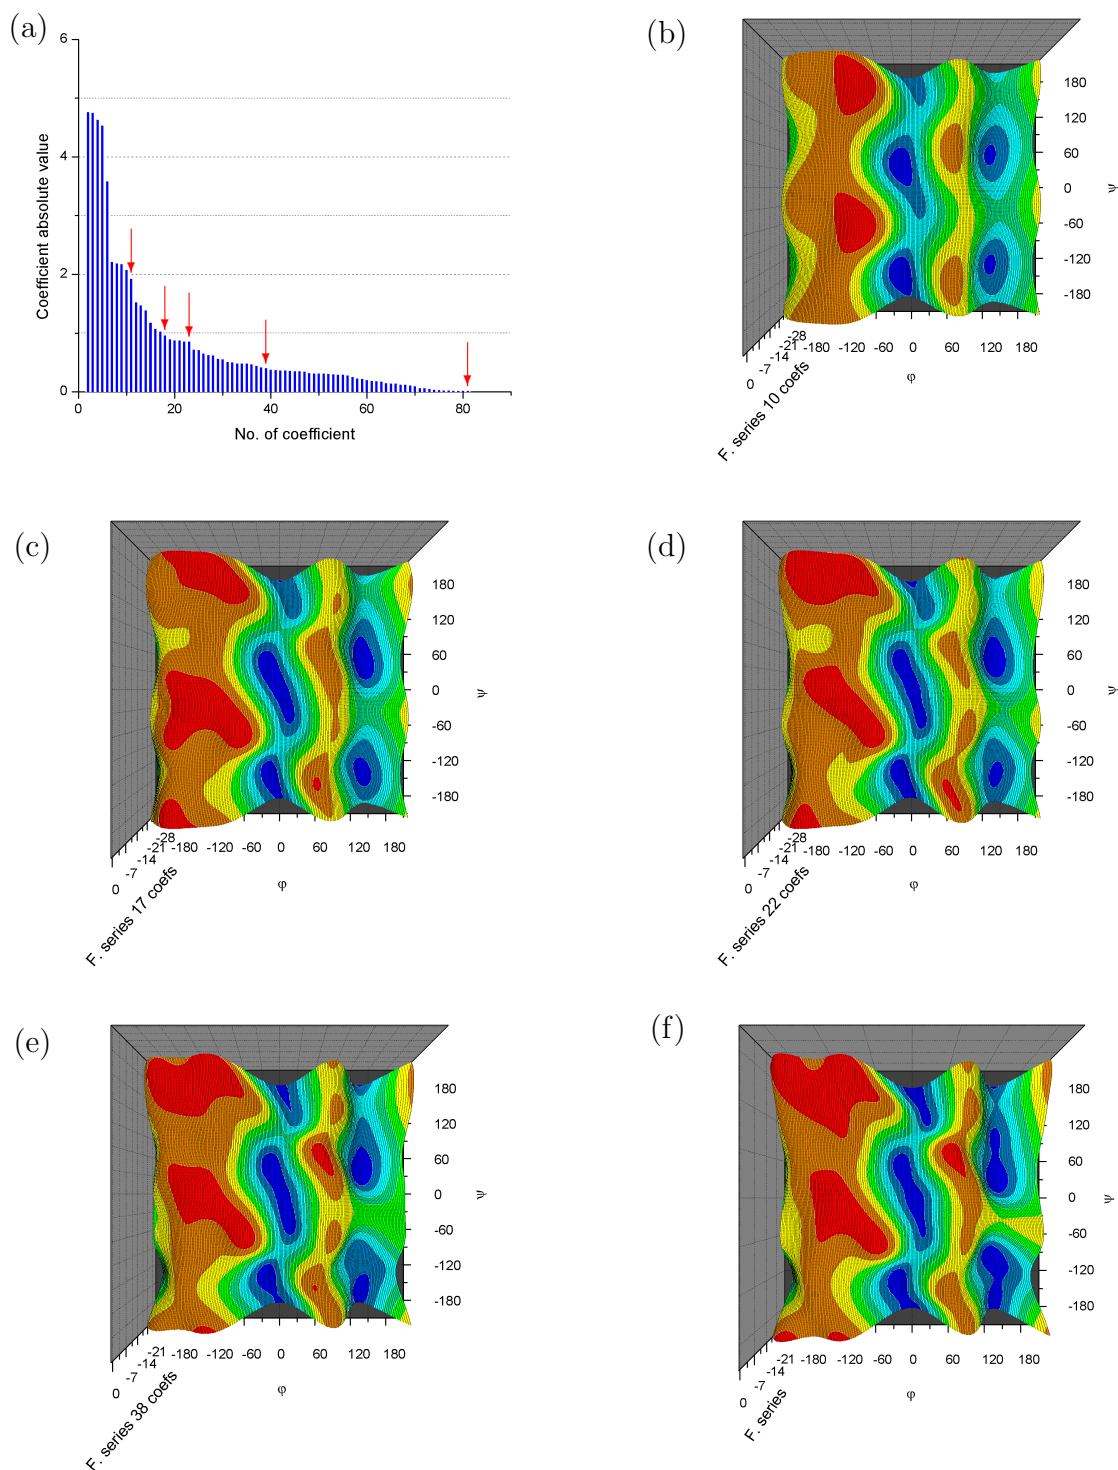 (a)
6
4
2
0
Coefficient absolute value
0 20 40 60 80
No. of coefficient
(b)
180
120
60
0
-60
-120
-180
ψ
-28
-21
-14
-7
0
-180 -120 -60 0 60 120 180
φ
F. series 10 coefs
(c)
180
120
60
0
-60
-120
-180
ψ
-28
-21
-14
-7
0
-180 -120 -60 0 60 120 180
φ
F. series 17 coefs
(d)
180
120
60
0
-60
-120
-180
ψ
-28
-21
-14
-7
0
-180 -120 -60 0 60 120 180
φ
F. series 22 coefs
(e)
180
120
60
0
-60
-120
-180
ψ
-21
-14
-7
0
-180 -120 -60 0 60 120 180
φ
F. series 38 coefs
(f)
180
120
60
0
-60
-120
-180
ψ
-21
-14
-7
0
-180 -120 -60 0 60 120 180
φ
F. series